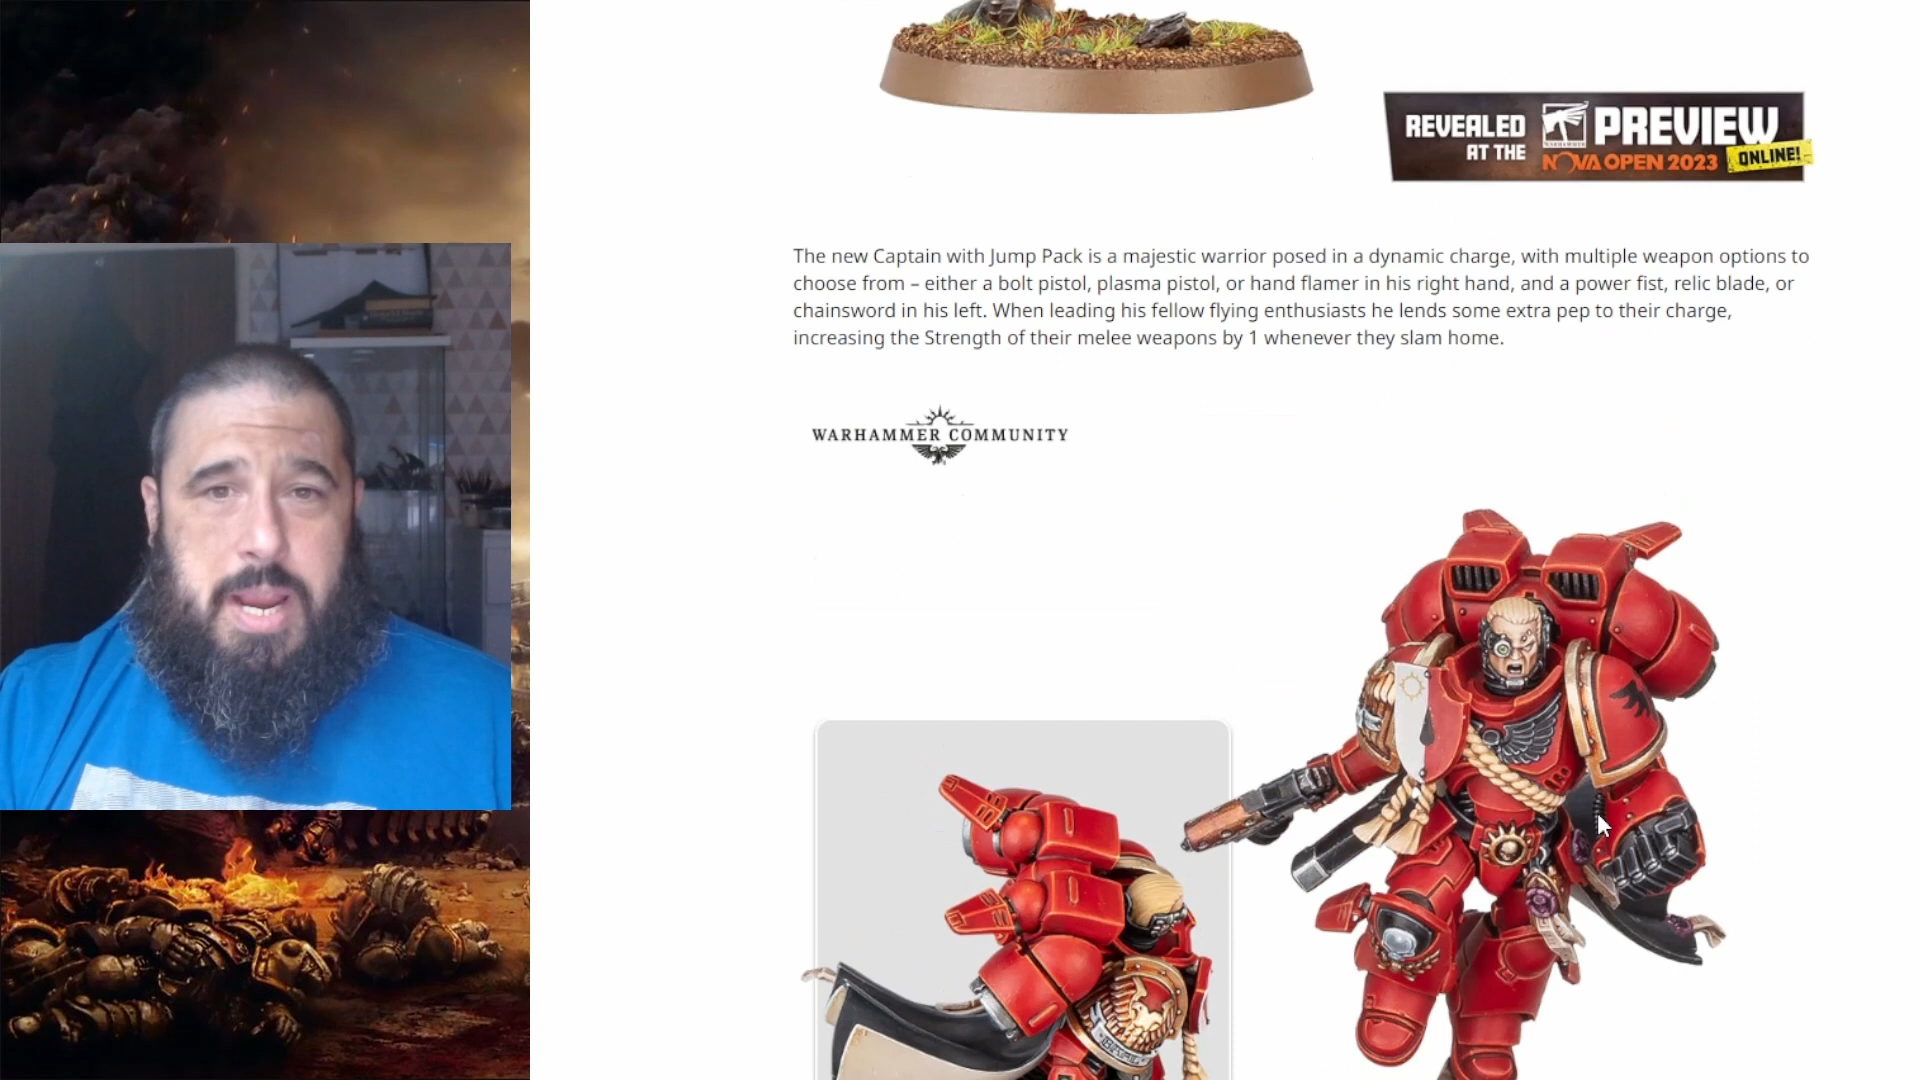 REVEALED
AT THE
PREVIEW
WARHAMMER
NOVA OPEN 2023
ONLINE!
The new Captain with Jump Pack is a majestic warrior posed in a dynamic charge, with multiple weapon options to
choose from – either a bolt pistol, plasma pistol, or hand flamer in his right hand, and a power fist, relic blade, or
chainsword in his left. When leading his fellow flying enthusiasts he lends some extra pep to their charge,
increasing the Strength of their melee weapons by 1 whenever they slam home.
WARHAMMER COMMUNITY